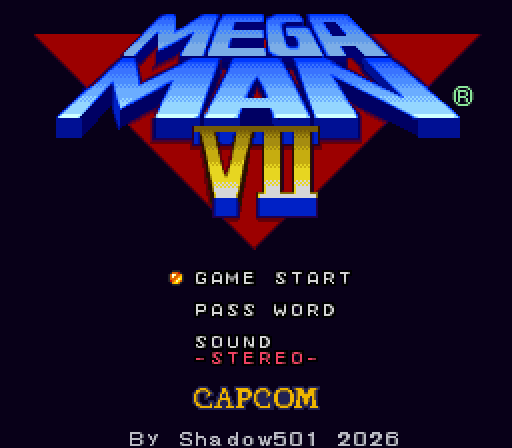 MEGA
MAN
®
VII
GAME START
PASS WORD
SOUND
-STEREO-
CAPCOM
By Shadow501 2026